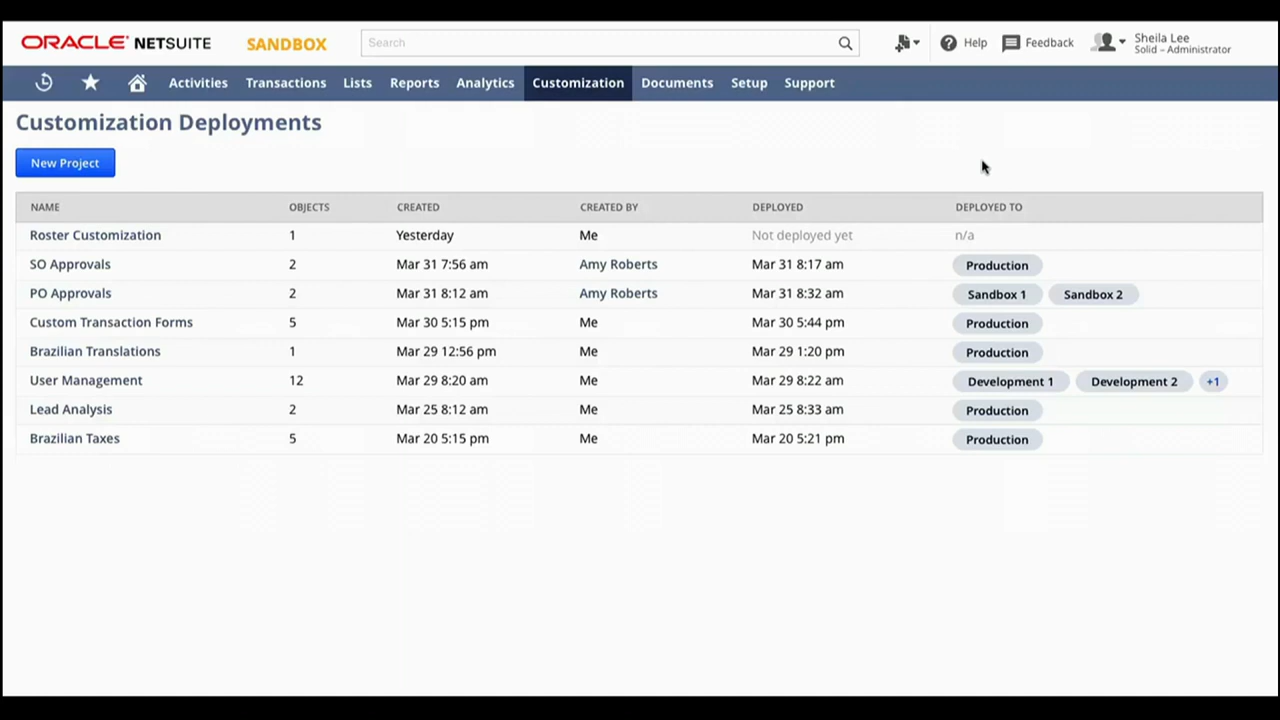 ORACLE NETSUITE SANDBOX Search Help Feedback Sheila Lee
Solid – Administrator
Activities Transactions Lists Reports Analytics Customization Documents Setup Support
Customization Deployments
New Project
NAME OBJECTS CREATED CREATED BY DEPLOYED DEPLOYED TO
Roster Customization 1 Yesterday Me Not deployed yet n/a
SO Approvals 2 Mar 31 7:56 am Amy Roberts Mar 31 8:17 am Production
PO Approvals 2 Mar 31 8:12 am Amy Roberts Mar 31 8:32 am Sandbox 1 Sandbox 2
Custom Transaction Forms 5 Mar 30 5:15 pm Me Mar 30 5:44 pm Production
Brazilian Translations 1 Mar 29 12:56 pm Me Mar 29 1:20 pm Production
User Management 12 Mar 29 8:20 am Me Mar 29 8:22 am Development 1 Development 2 +1
Lead Analysis 2 Mar 25 8:12 am Me Mar 25 8:33 am Production
Brazilian Taxes 5 Mar 20 5:15 pm Me Mar 20 5:21 pm Production